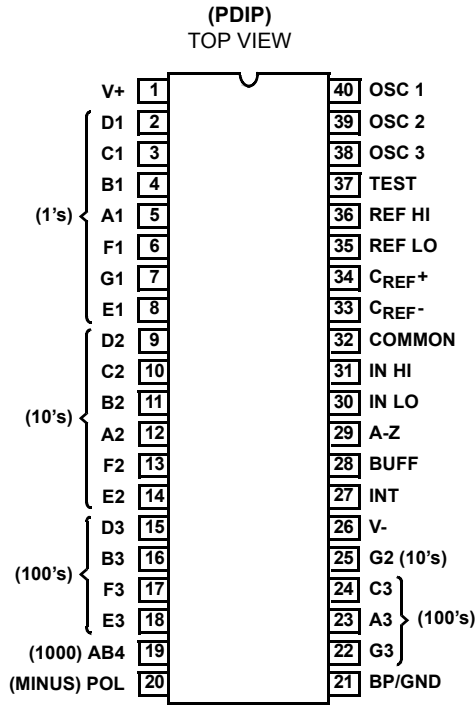 (PDIP)
TOP VIEW
V+ 1 40 OSC 1
D1 2 39 OSC 2
C1 3 38 OSC 3
B1 4 37 TEST
(1's) A1 5 36 REF HI
F1 6 35 REF LO
G1 7 34 CREF+
E1 8 33 CREF-
D2 9 32 COMMON
C2 10 31 IN HI
B2 11 30 IN LO
(10's) A2 12 29 A-Z
F2 13 28 BUFF
E2 14 27 INT
D3 15 26 V-
B3 16 25 G2 (10's)
(100's) F3 17 24 C3
E3 18 23 A3 (100's)
(1000) AB4 19 22 G3
(MINUS) POL 20 21 BP/GND